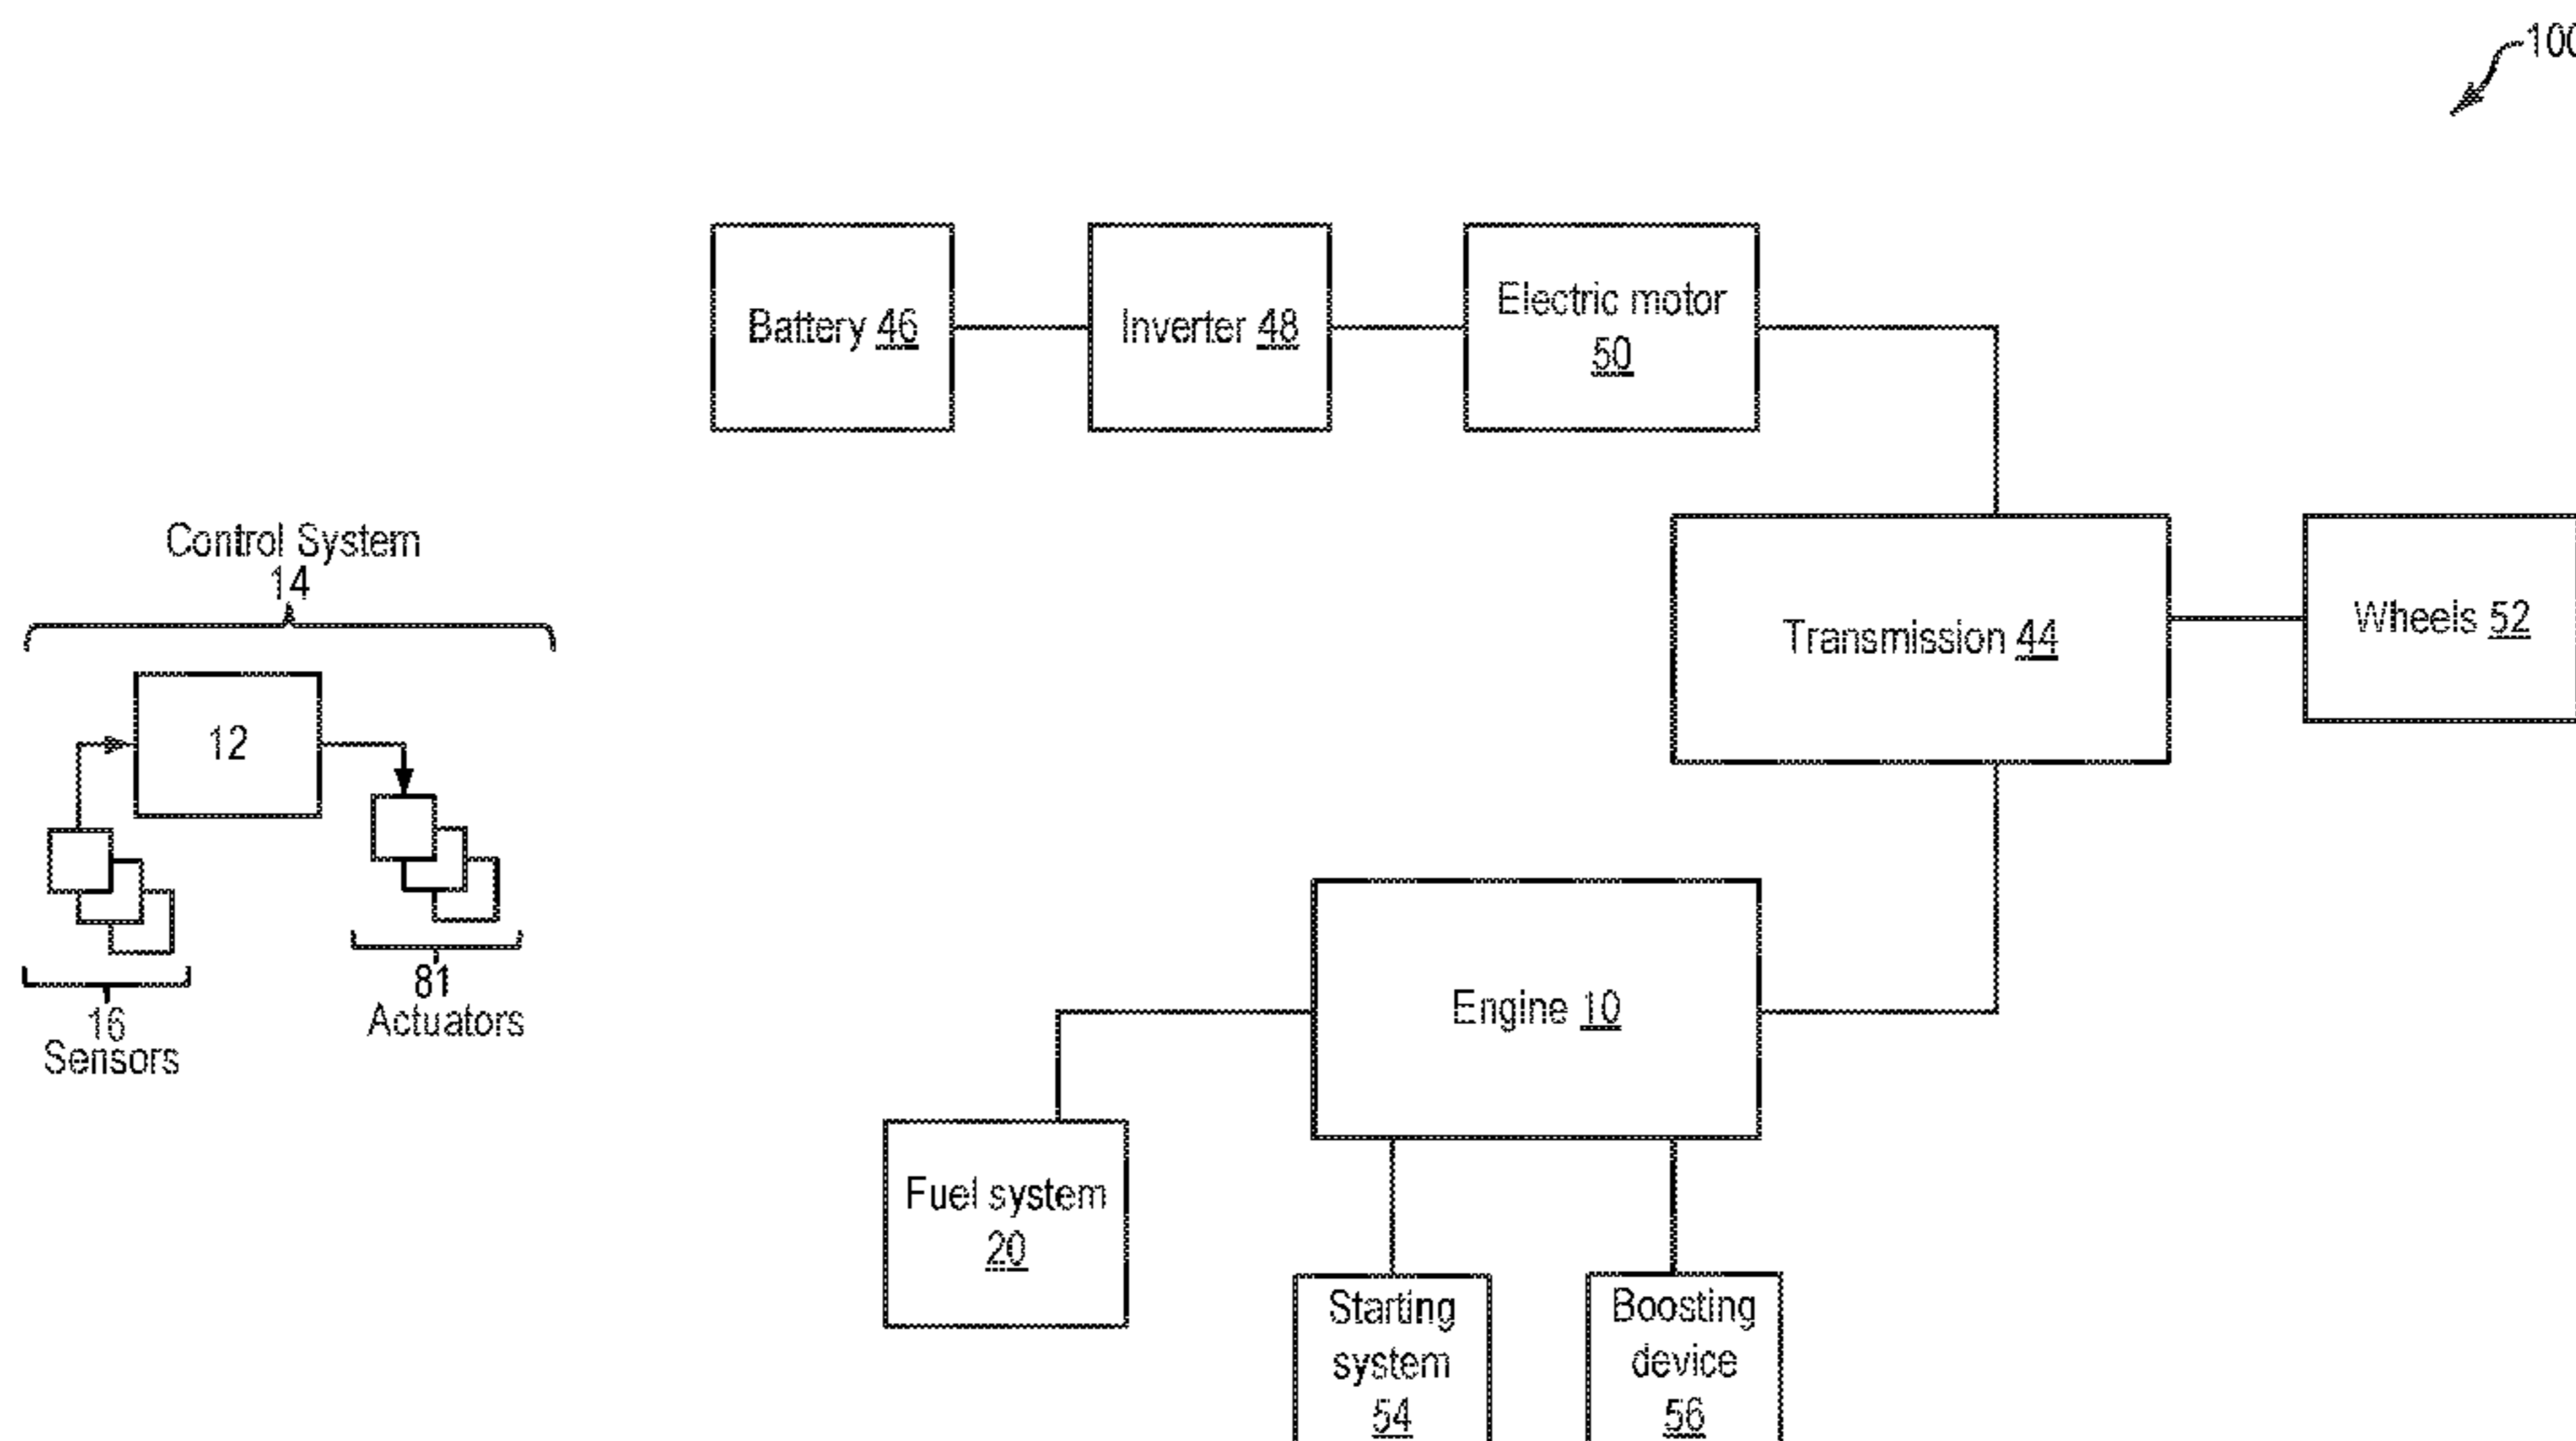 100
Battery 46
Inverter 48
Electric motor
50
Control System
14
Transmission 44
Wheels 52
12
81
Actuators
16
Sensors
Engine 10
Fuel system
20
Starting
system
54
Boosting
device
56